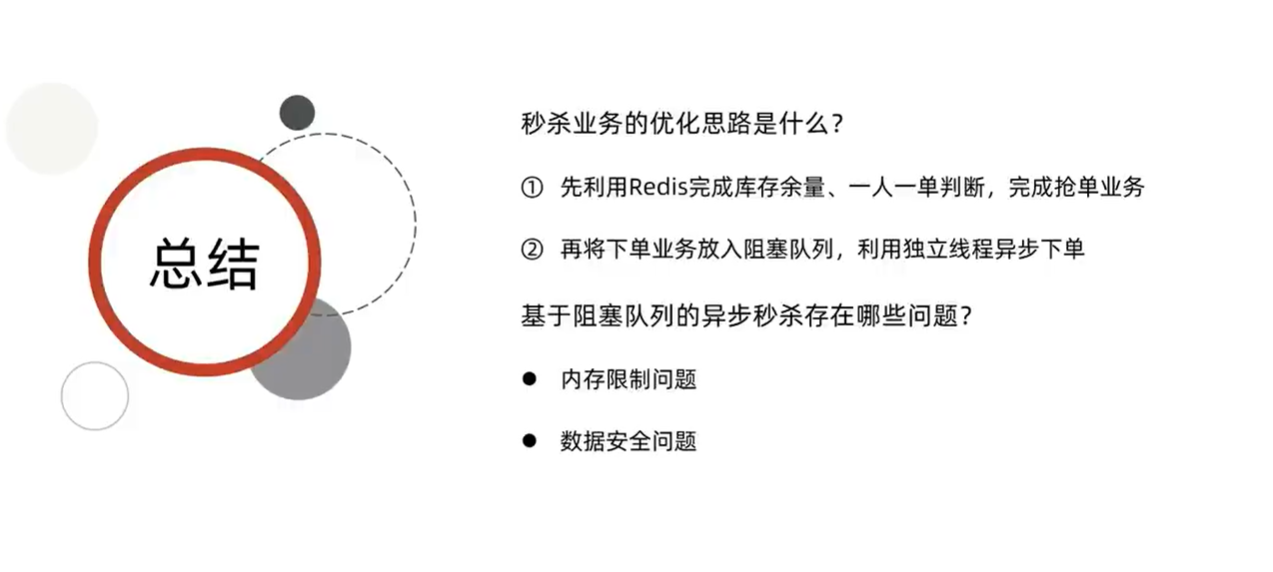 总结
秒杀业务的优化思路是什么？
① 先利用Redis完成库存余量、一人一单判断，完成抢单业务
② 再将下单业务放入阻塞队列，利用独立线程异步下单
基于阻塞队列的异步秒杀存在哪些问题？
● 内存限制问题
● 数据安全问题